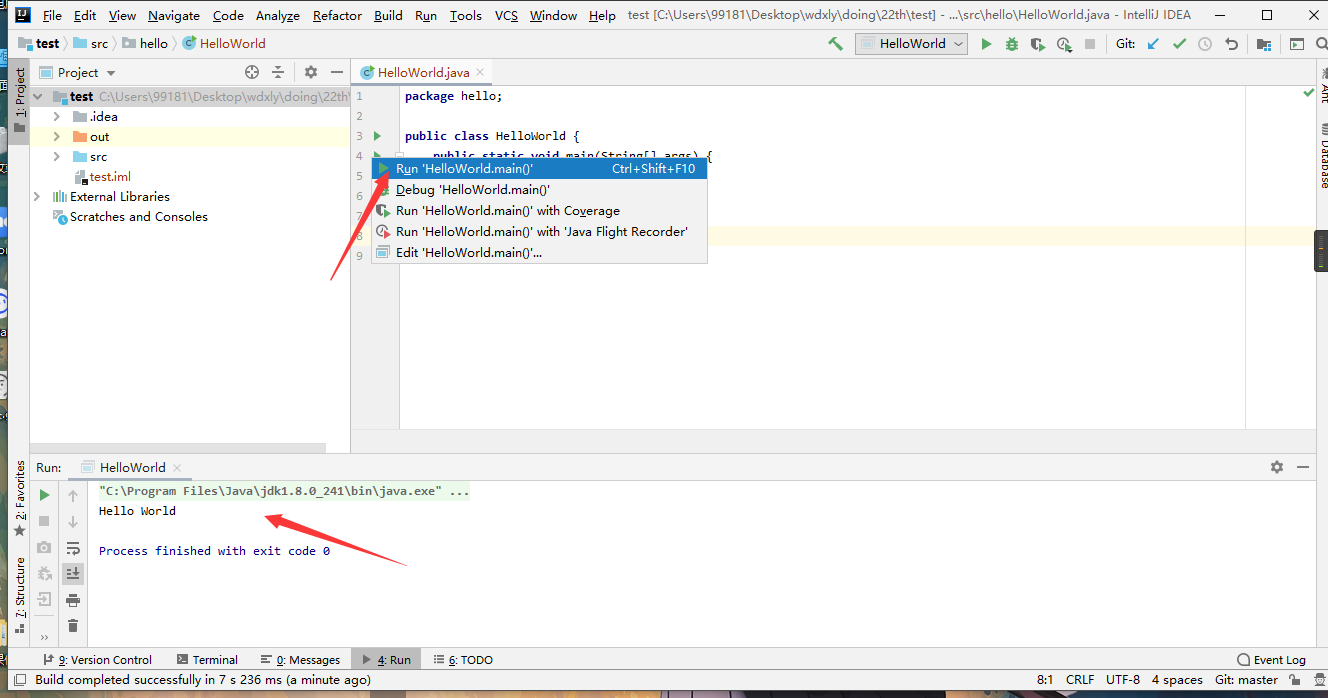 File Edit View Navigate Code Analyze Refactor Build Run Tools VCS Window Help test [C:\Users\99181\Desktop\wdxly\doing\22th\test] - ...\src\hello\HelloWorld.java - IntelliJ IDEA
test src hello HelloWorld HelloWorld Git:
1: Project
Project
HelloWorld.java
test C:\Users\99181\Desktop\wdxly\doing\22th\
.idea
out
src
test.iml
External Libraries
Scratches and Consoles
1 package hello;
2
3 public class HelloWorld {
4 public static void main(String[] args) {
5
6
7
8
9
Run 'HelloWorld.main()' Ctrl+Shift+F10
Debug 'HelloWorld.main()'
Run 'HelloWorld.main()' with Coverage
Run 'HelloWorld.main()' with 'Java Flight Recorder'
Edit 'HelloWorld.main()'...
Ant
Database
Run: HelloWorld
"C:\Program Files\Java\jdk1.8.0_241\bin\java.exe" ...
Hello World
Process finished with exit code 0
2: Favorites
7: Structure
9: Version Control Terminal 0: Messages 4: Run 6: TODO Event Log
Build completed successfully in 7 s 236 ms (a minute ago) 8:1 CRLF UTF-8 4 spaces Git: master